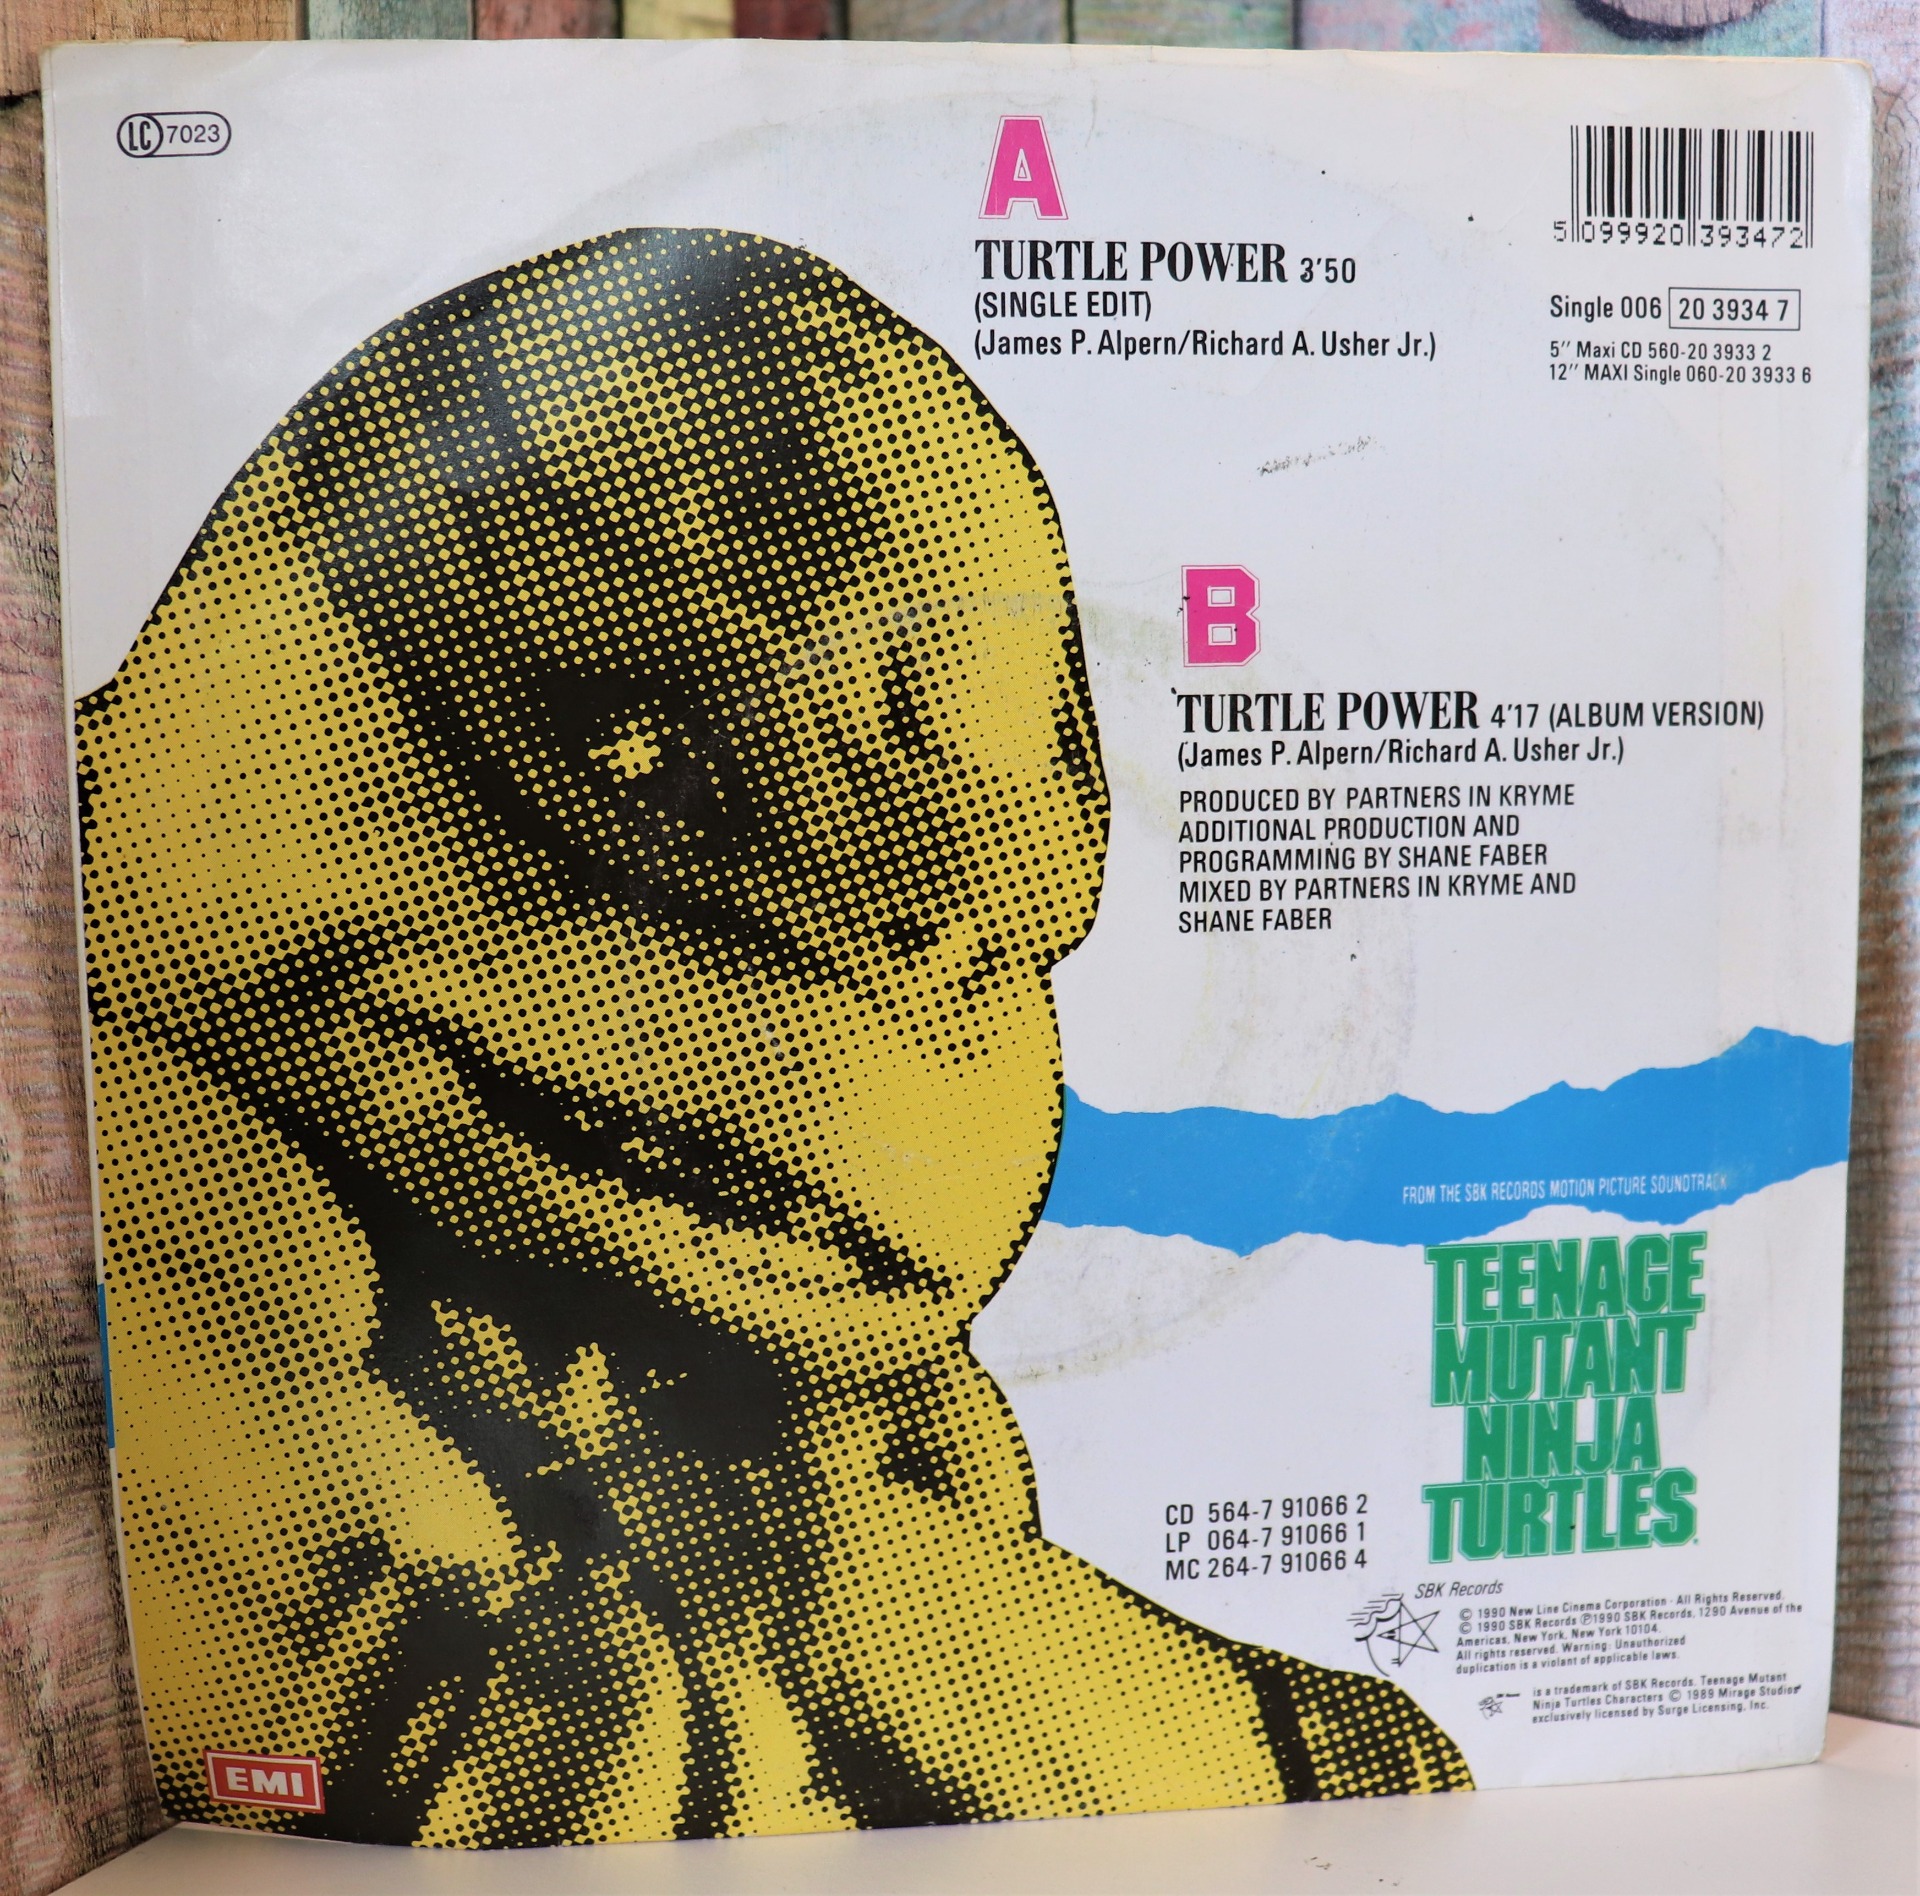 LC 7023
A
TURTLE POWER 3'50
(SINGLE EDIT)
(James P. Alpern/Richard A. Usher Jr.)
5 099920 393472
Single 006 20 3934 7
5" Maxi CD 560-20 3933 2
12" MAXI Single 060-20 3933 6
B
TURTLE POWER 4'17 (ALBUM VERSION)
(James P. Alpern/Richard A. Usher Jr.)
PRODUCED BY PARTNERS IN KRYME
ADDITIONAL PRODUCTION AND
PROGRAMMING BY SHANE FABER
MIXED BY PARTNERS IN KRYME AND
SHANE FABER
FROM THE SBK RECORDS MOTION PICTURE SOUNDTRACK
TEENAGE
MUTANT
NINJA
TURTLES
CD 564-7 91066 2
LP 064-7 91066 1
MC 264-7 91066 4
SBK Records
© 1990 New Line Cinema Corporation · All Rights Reserved.
© 1990 SBK Records ℗1990 SBK Records, 1290 Avenue of the
Americas, New York, New York 10104.
All rights reserved. Warning: Unauthorized
duplication is a violant of applicable laws.
is a trademark of SBK Records. Teenage Mutant
Ninja Turtles Characters © 1989 Mirage Studios
exclusively licensed by Surge Licensing, Inc.
EMI